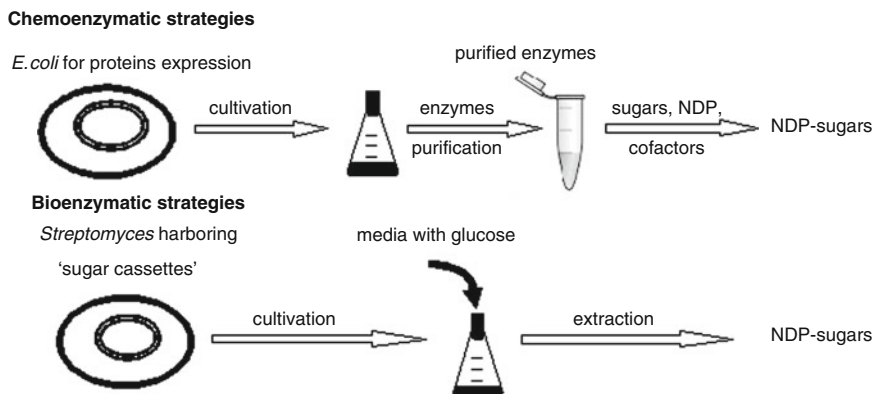 Chemoenzymatic strategies
E.coli for proteins expression
cultivation
enzymes
purification
purified enzymes
sugars, NDP,
cofactors
NDP-sugars
Bioenzymatic strategies
Streptomyces harboring
‘sugar cassettes’
cultivation
media with glucose
extraction
NDP-sugars